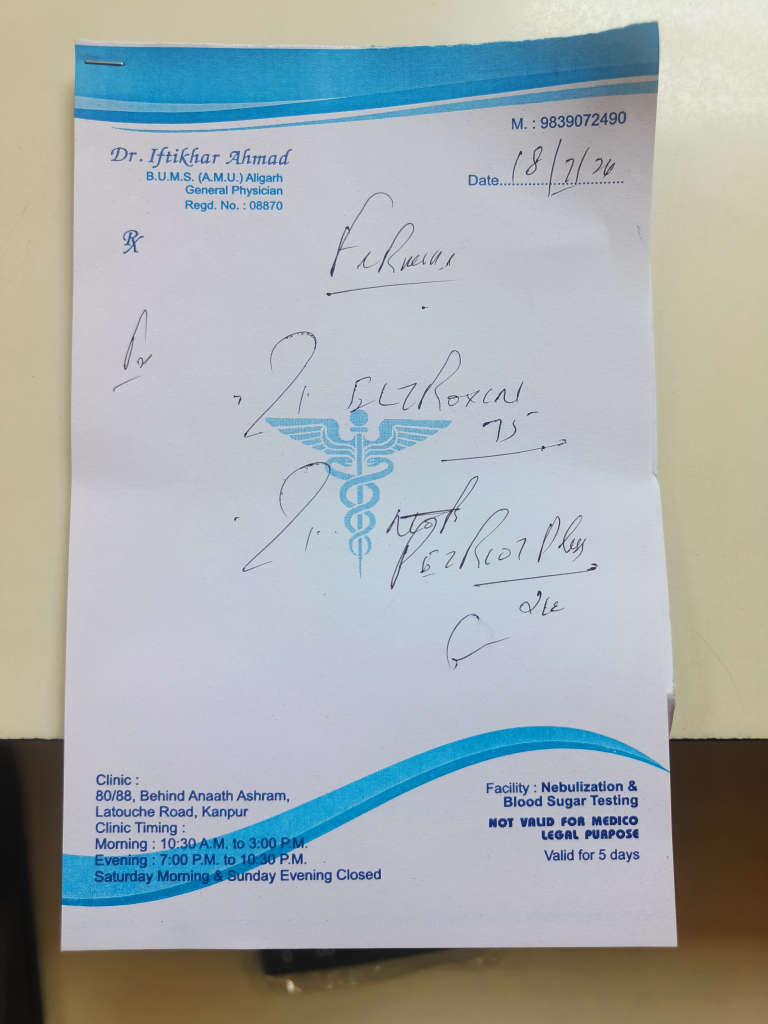 M. : 9839072490
Dr. Iftikhar Ahmad
B.U.M.S. (A.M.U.) Aligarh
General Physician
Regd. No. : 08870
Date 18/7/26
Rx
ELTROXIN
75
Plus
Clinic :
80/88, Behind Anaath Ashram,
Latouche Road, Kanpur
Clinic Timing :
Morning : 10:30 A.M. to 3:00 P.M.
Evening : 7:00 P.M. to 10:30 P.M.
Saturday Morning & Sunday Evening Closed
Facility : Nebulization &
Blood Sugar Testing
NOT VALID FOR MEDICO
LEGAL PURPOSE
Valid for 5 days